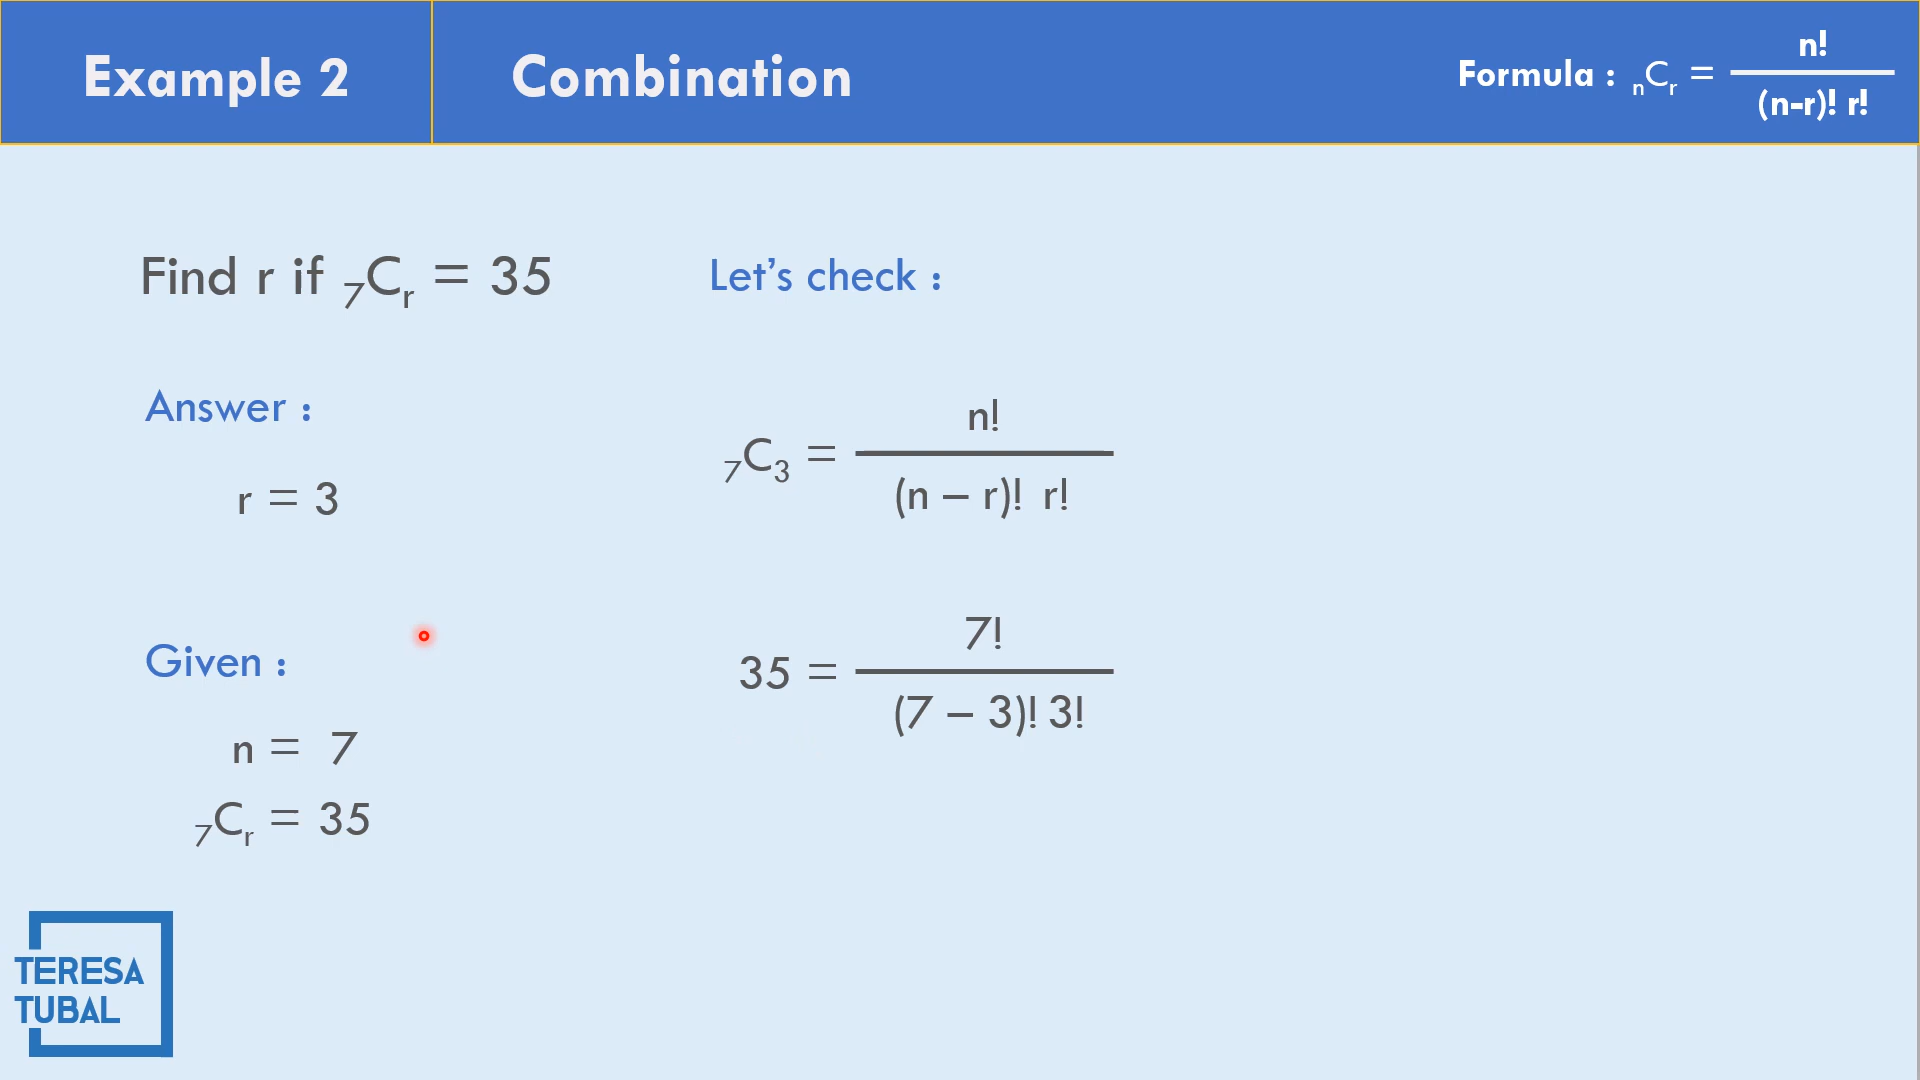 Example 2
Combination
Formula : nCr = n! / (n-r)! r!
Find r if 7Cr = 35
Answer :
r = 3
Given :
n = 7
7Cr = 35
Let’s check :
7C3 = n! / (n – r)! r!
35 = 7! / (7 – 3)! 3!
TERESA
TUBAL